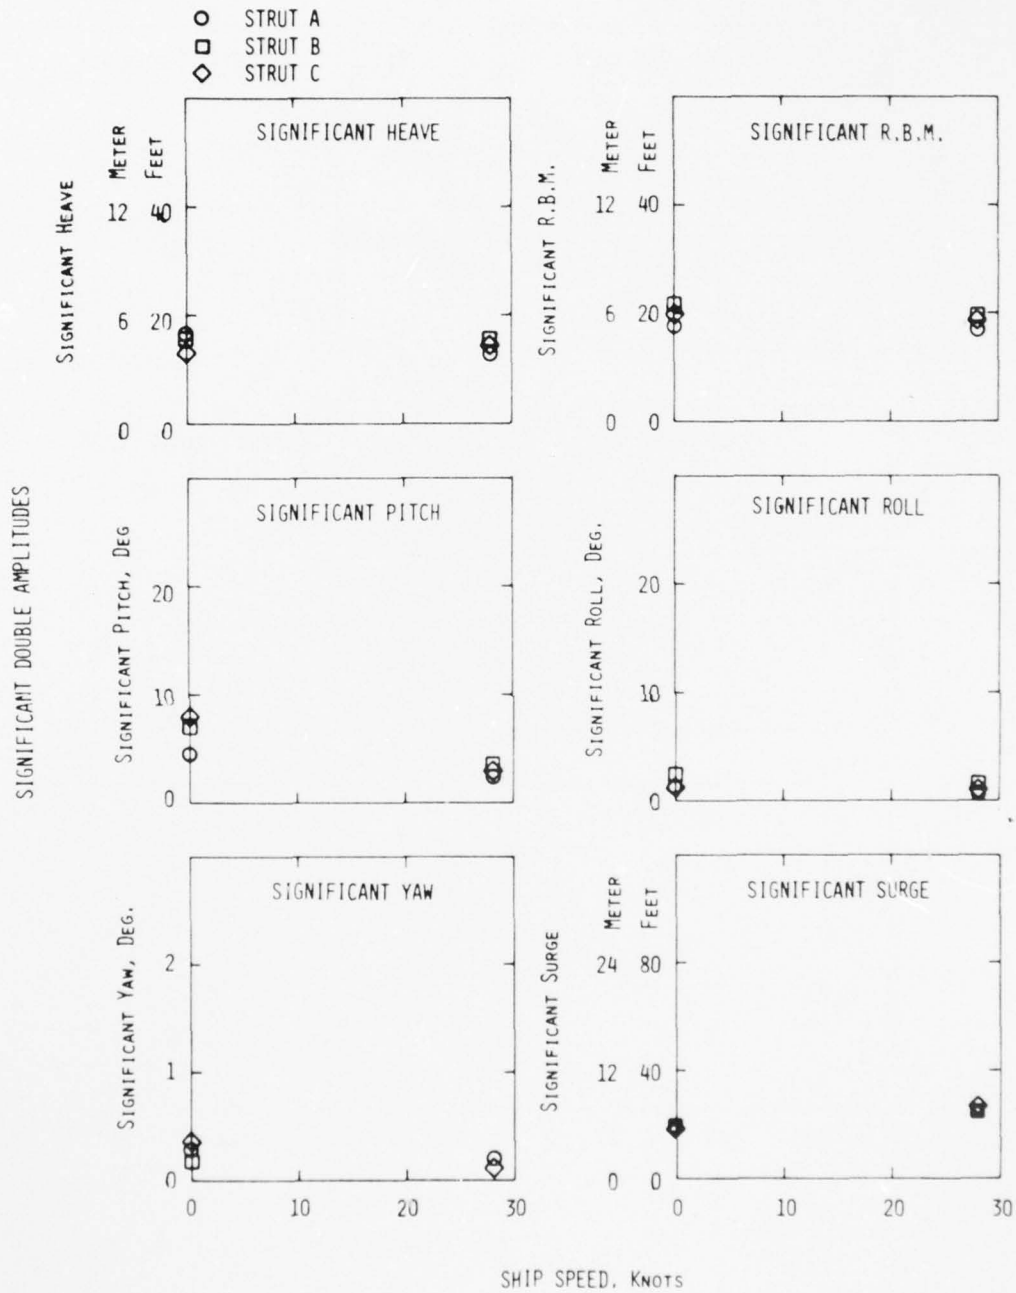 STRUT A
STRUT B
STRUT C
SIGNIFICANT DOUBLE AMPLITUDES
SIGNIFICANT HEAVE
SIGNIFICANT HEAVE
METER
FEET
12 40
6 20
0 0
SIGNIFICANT R.B.M.
SIGNIFICANT R.B.M.
METER
FEET
12 40
6 20
0 0
SIGNIFICANT PITCH
SIGNIFICANT PITCH, DEG
20
10
0
SIGNIFICANT ROLL
SIGNIFICANT ROLL, DEG.
20
10
0
SIGNIFICANT YAW
SIGNIFICANT YAW, DEG.
2
1
0
0 10 20 30
SIGNIFICANT SURGE
SIGNIFICANT SURGE
METER
FEET
24 80
12 40
0 0
0 10 20 30
SHIP SPEED, KNOTS